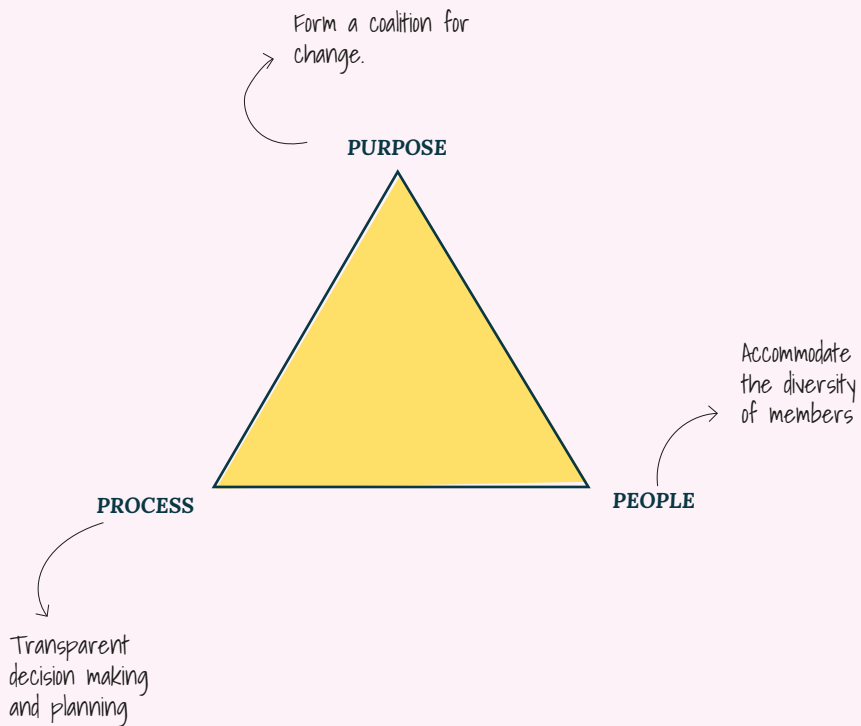 Form a coalition for
change.
PURPOSE
Accommodate
the diversity
of members
PROCESS
PEOPLE
Transparent
decision making
and planning